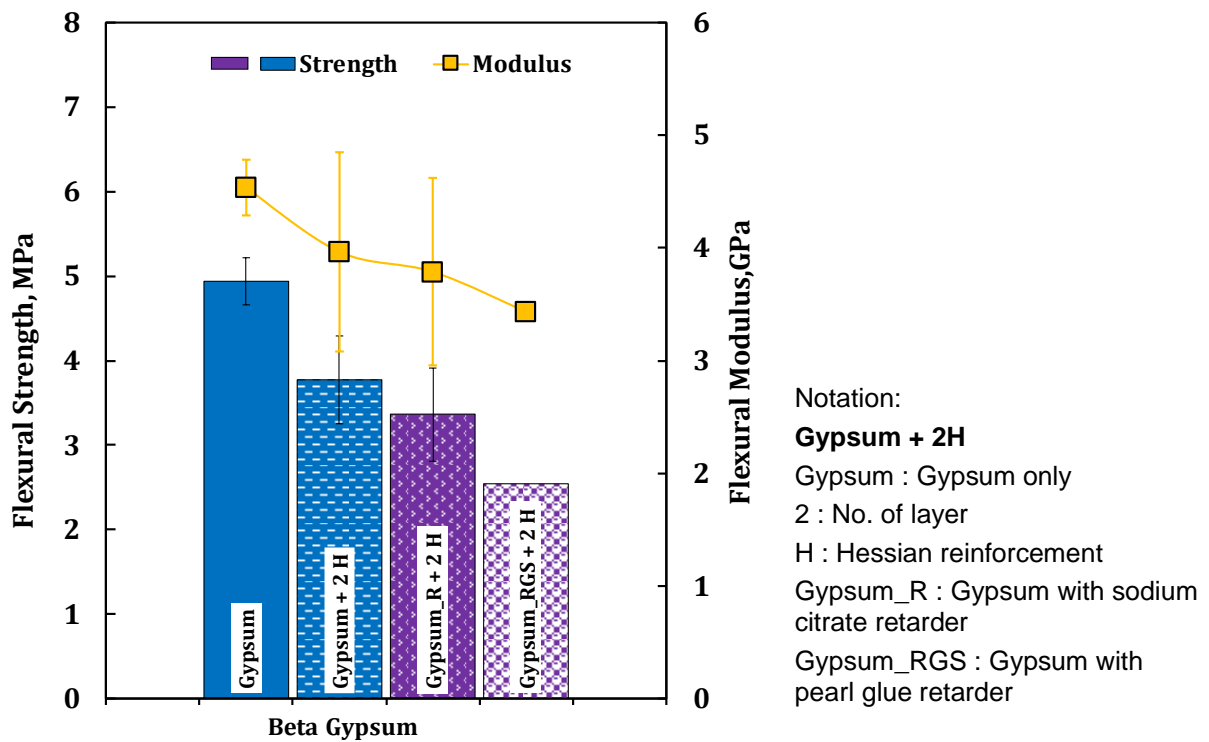 Strength
Modulus
Flexural Strength, MPa
8
7
6
5
4
3
2
1
0
Gypsum
Gypsum + 2 H
Gypsum_R + 2 H
Gypsum_RGS + 2 H
Beta Gypsum
6
5
4
3
2
1
0
Flexural Modulus,GPa
Notation:
Gypsum + 2H
Gypsum : Gypsum only
2 : No. of layer
H : Hessian reinforcement
Gypsum_R : Gypsum with sodium
citrate retarder
Gypsum_RGS : Gypsum with
pearl glue retarder